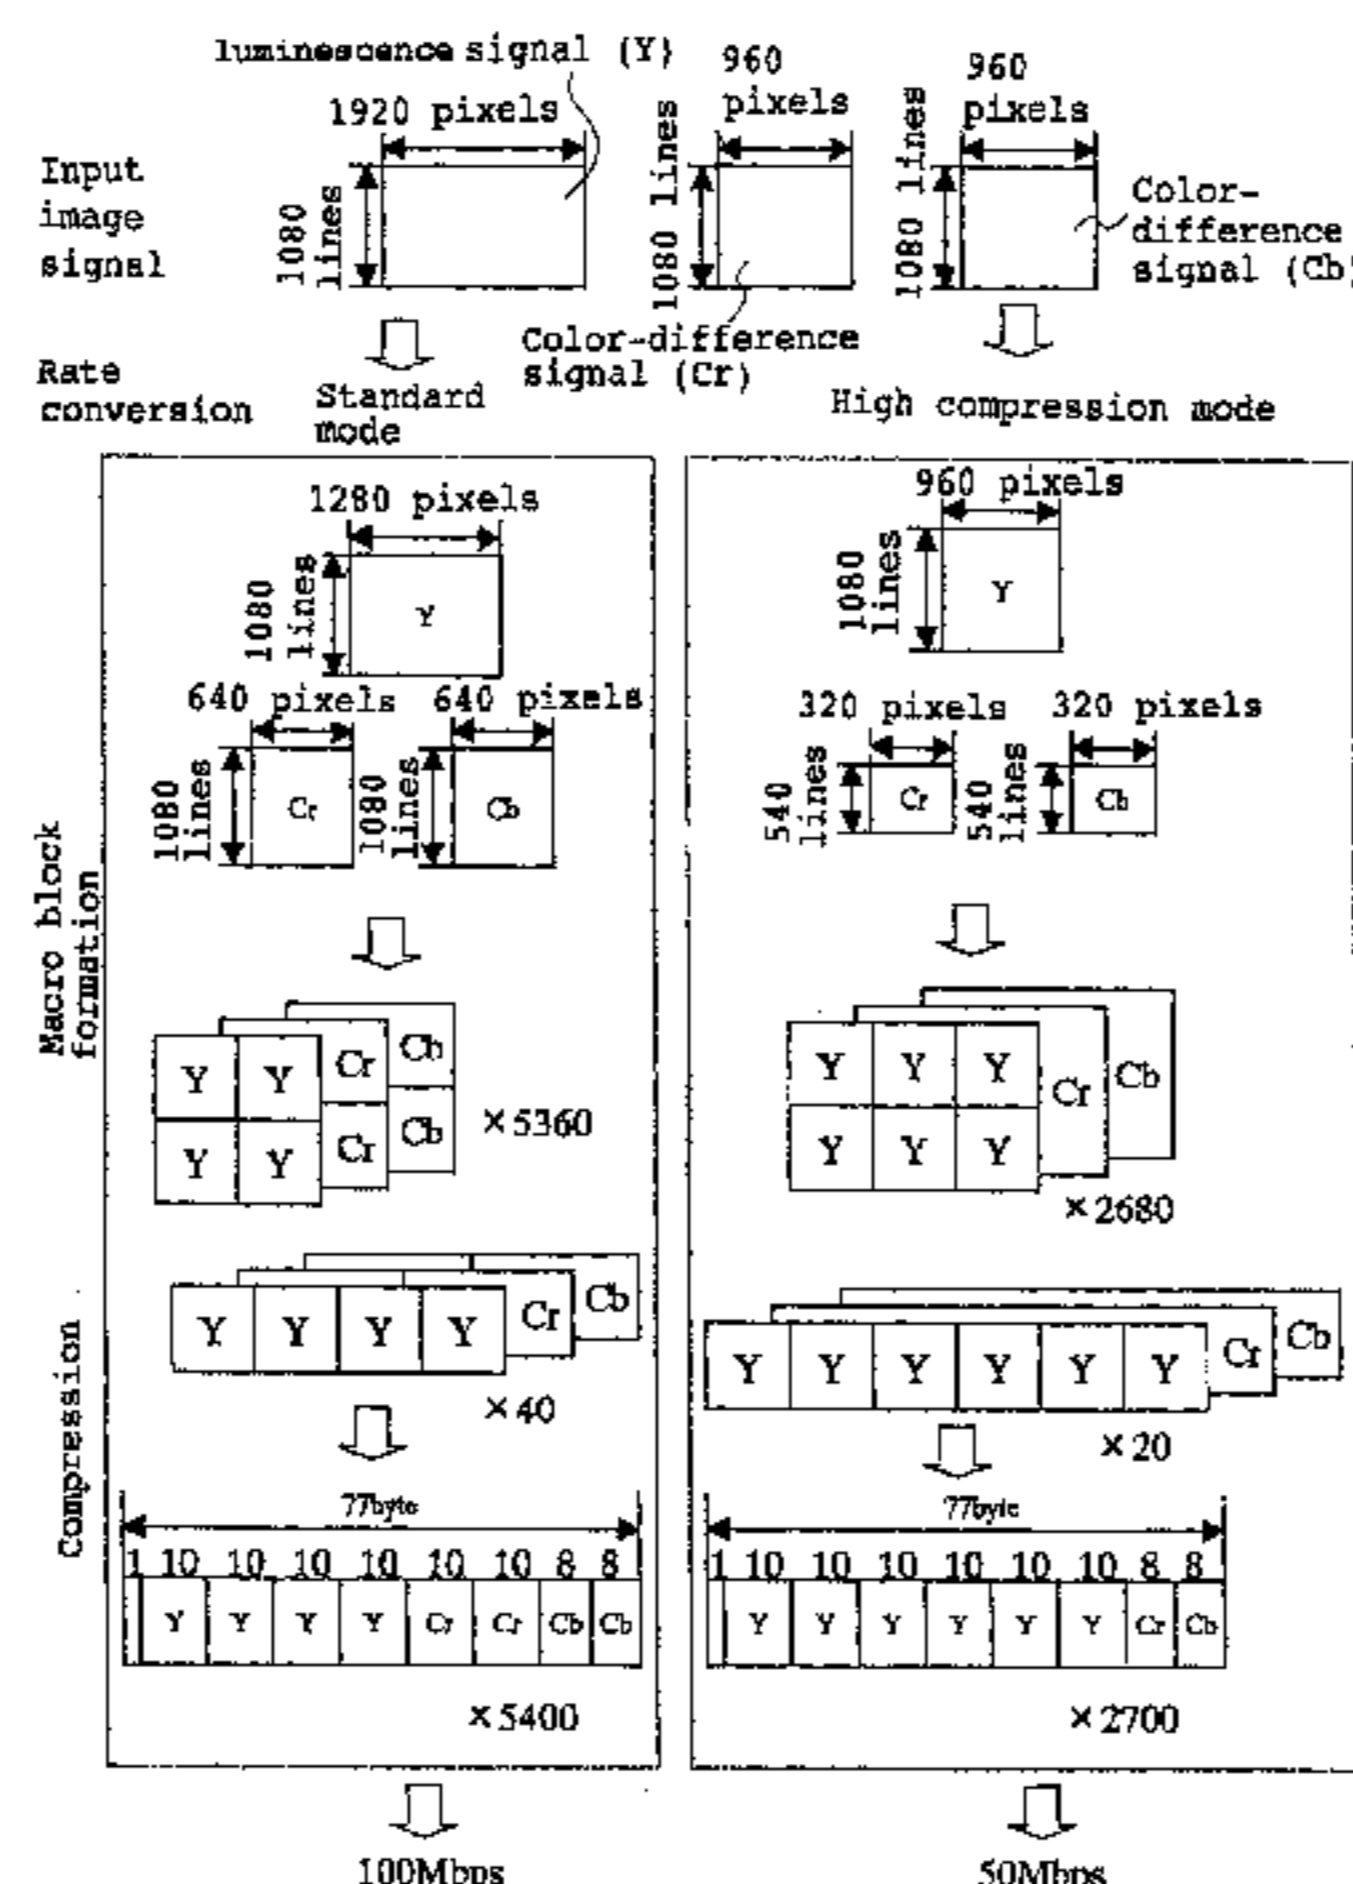 luminescence signal (Y)
960
pixels
960
pixels
1920 pixels
Input
image
signal
1080
lines
1080 lines
1080 lines
Color-
difference
signal (Cb)
Color-difference
signal (Cr)
Rate
conversion
Standard
mode
High compression mode
1280 pixels
1080
lines
Y
640 pixels
640 pixels
1080
lines
Cr
1080
lines
Cb
960 pixels
1080
lines
Y
320 pixels
320 pixels
540
lines
Cr
540
lines
Cb
Macro block
formation
Y Y Cr Cb
Y Y Cr Cb
×5360
Y Y Y Cr Cb
Y Y Y
×2680
Compression
Y Y Y Y Cr Cb
×40
Y Y Y Y Y Y Cr Cb
×20
77byte
1 10 10 10 10 10 10 8 8
Y Y Y Y Cr Cr Cb Cb
×5400
77byte
1 10 10 10 10 10 10 8 8
Y Y Y Y Y Y Cr Cb
×2700
100Mbps
50Mbps